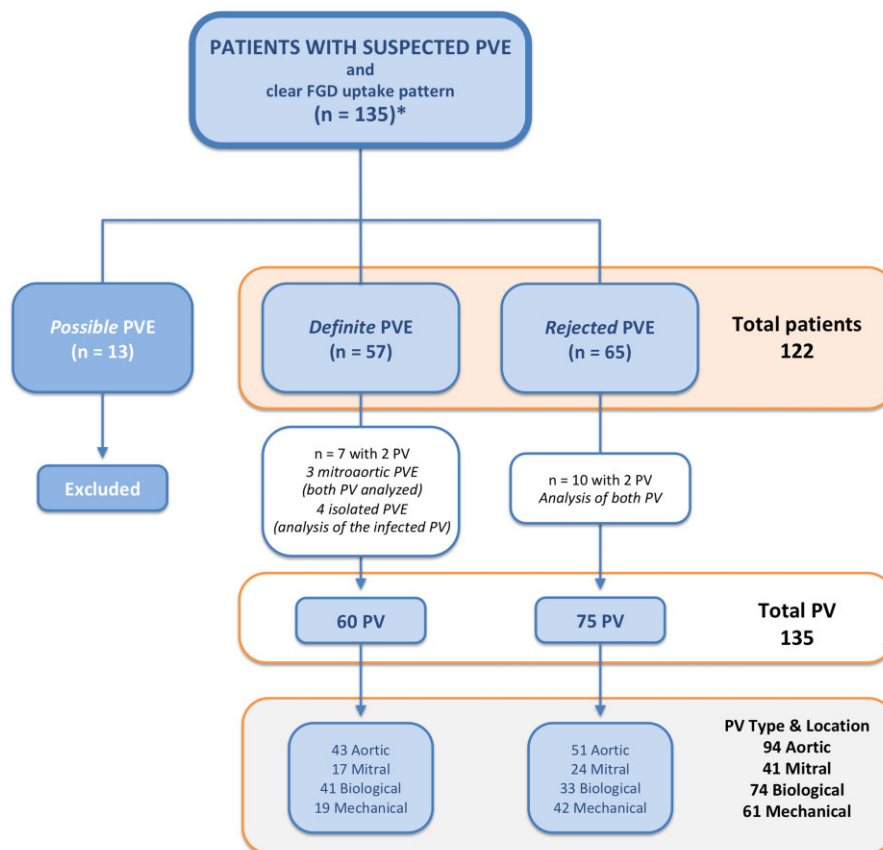 PATIENTS WITH SUSPECTED PVE
and
clear FGD uptake pattern
(n = 135)*
Possible PVE
(n = 13)
Definite PVE
(n = 57)
Rejected PVE
(n = 65)
Total patients
122
Excluded
n = 7 with 2 PV
3 mitroaortic PVE
(both PV analyzed)
4 isolated PVE
(analysis of the infected PV)
n = 10 with 2 PV
Analysis of both PV
60 PV
75 PV
Total PV
135
43 Aortic
17 Mitral
41 Biological
19 Mechanical
51 Aortic
24 Mitral
33 Biological
42 Mechanical
PV Type & Location
94 Aortic
41 Mitral
74 Biological
61 Mechanical